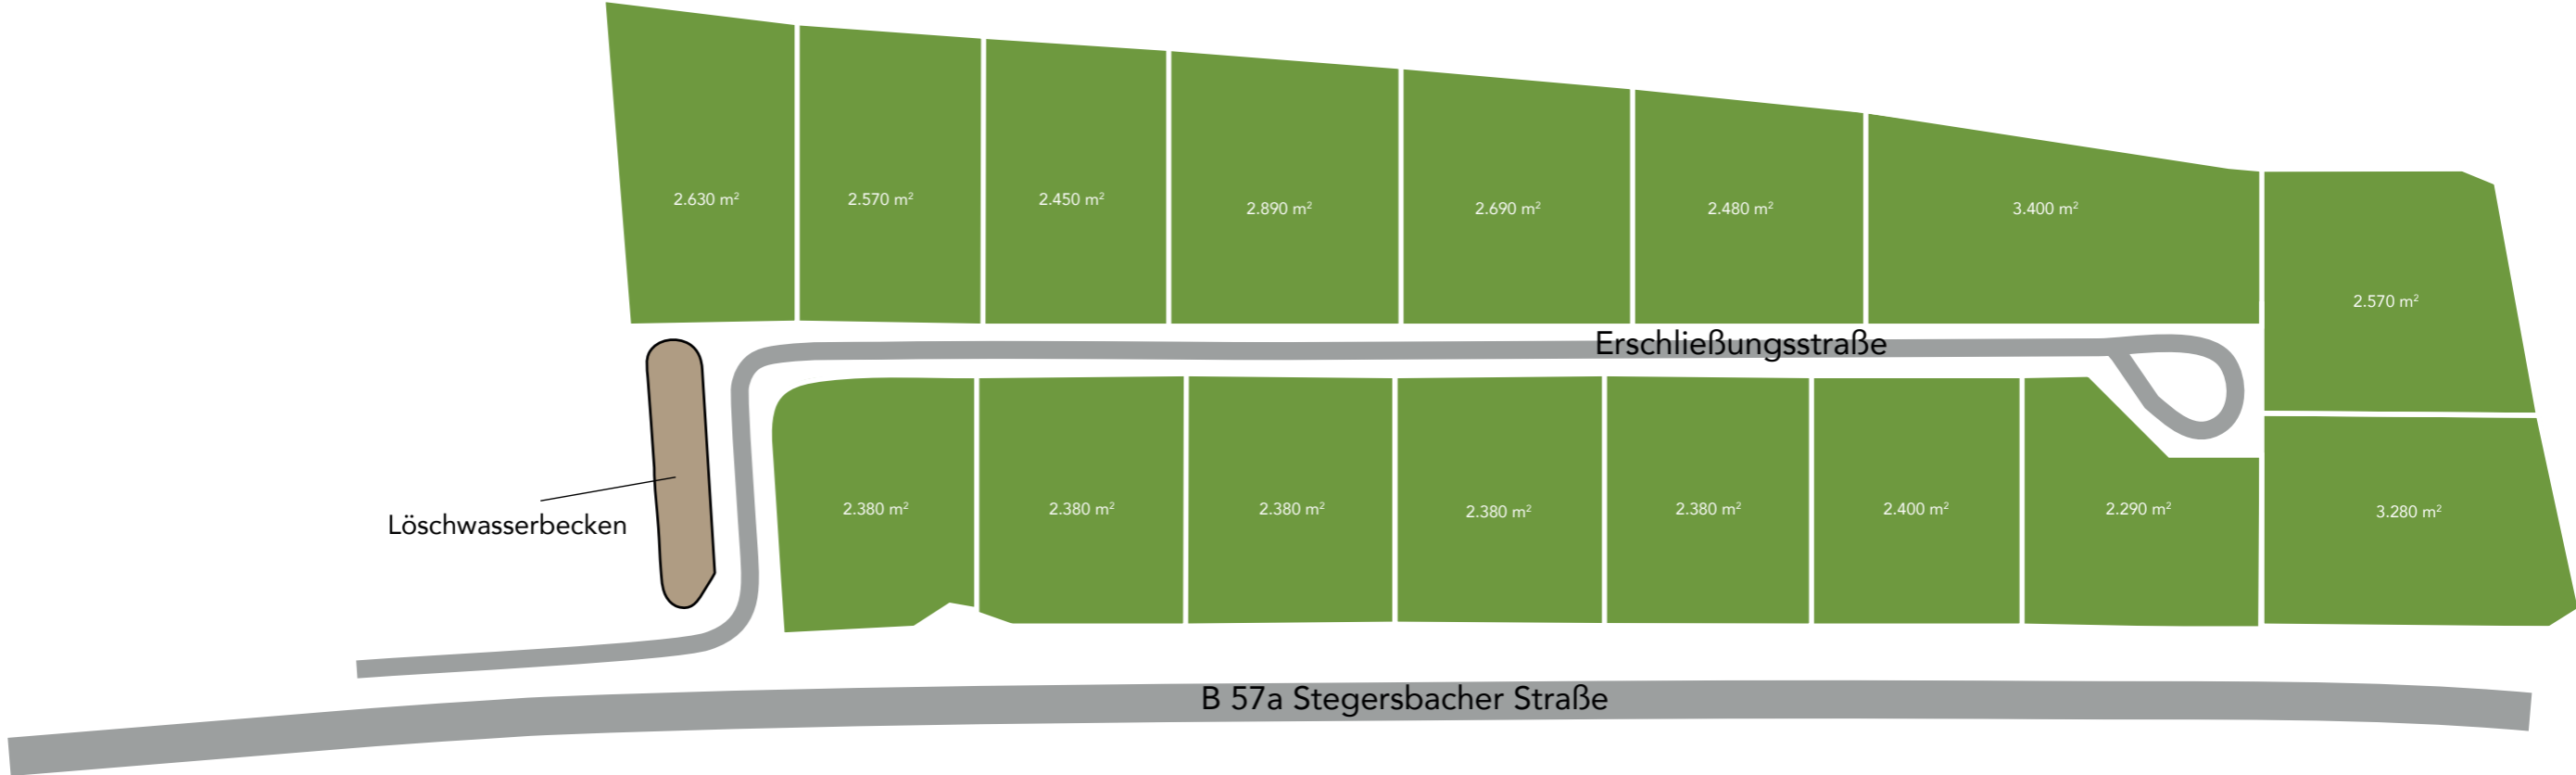 2.630 m²
2.570 m²
2.450 m²
2.890 m²
2.690 m²
2.480 m²
3.400 m²
2.570 m²
Erschließungsstraße
2.380 m²
2.380 m²
2.380 m²
2.380 m²
2.380 m²
2.400 m²
2.290 m²
3.280 m²
Löschwasserbecken
B 57a Stegersbacher Straße